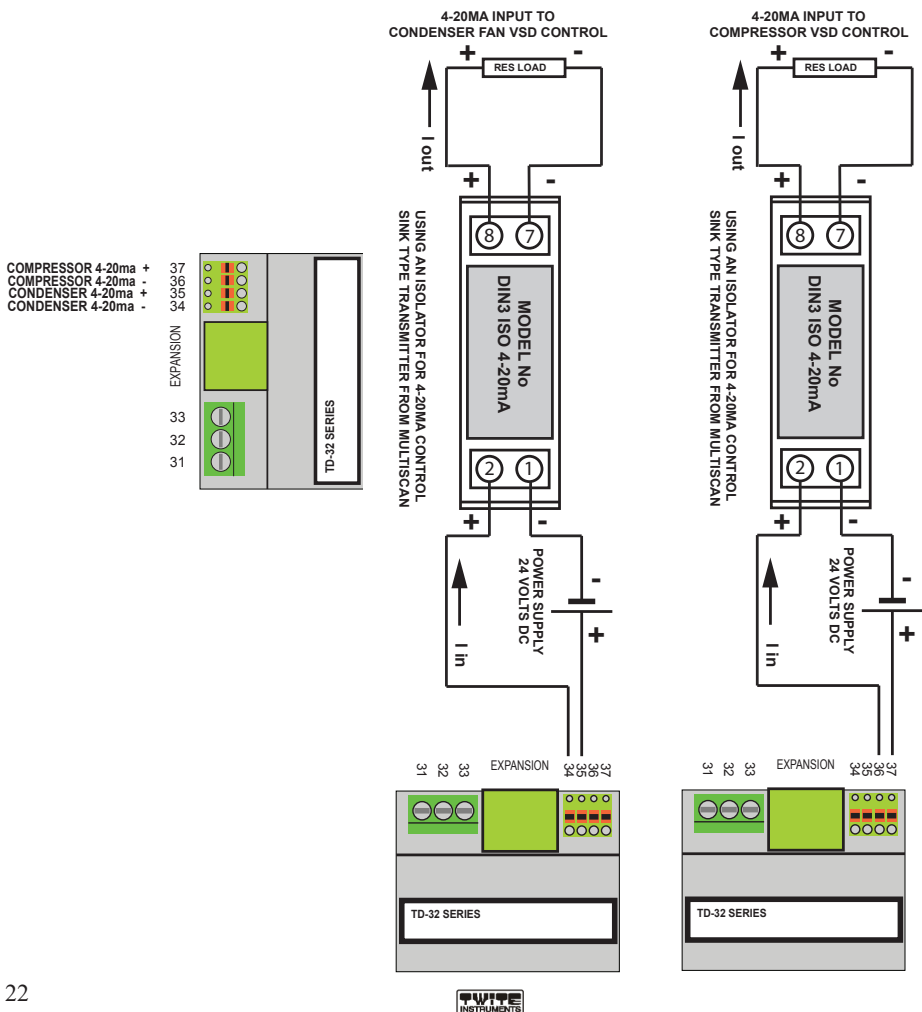 4-20MA INPUT TO
CONDENSER FAN VSD CONTROL
+ -
RES LOAD
I out
+ -
8 7
USING AN ISOLATOR FOR 4-20MA CONTROL
SINK TYPE TRANSMITTER FROM MULTISCAN
MODEL No
DIN3 ISO 4-20mA
2 1
+ -
POWER SUPPLY
24 VOLTS DC
-
+
I in
31 32 33 EXPANSION 34 35 36 37
TD-32 SERIES
4-20MA INPUT TO
COMPRESSOR VSD CONTROL
+ -
RES LOAD
I out
+ -
8 7
USING AN ISOLATOR FOR 4-20MA CONTROL
SINK TYPE TRANSMITTER FROM MULTISCAN
MODEL No
DIN3 ISO 4-20mA
2 1
+ -
POWER SUPPLY
24 VOLTS DC
-
+
I in
31 32 33 EXPANSION 34 35 36 37
TD-32 SERIES
COMPRESSOR 4-20ma + 37
COMPRESSOR 4-20ma - 36
CONDENSER 4-20ma + 35
CONDENSER 4-20ma - 34
EXPANSION
33
32
31
TD-32 SERIES
22
TWITE
INSTRUMENTS